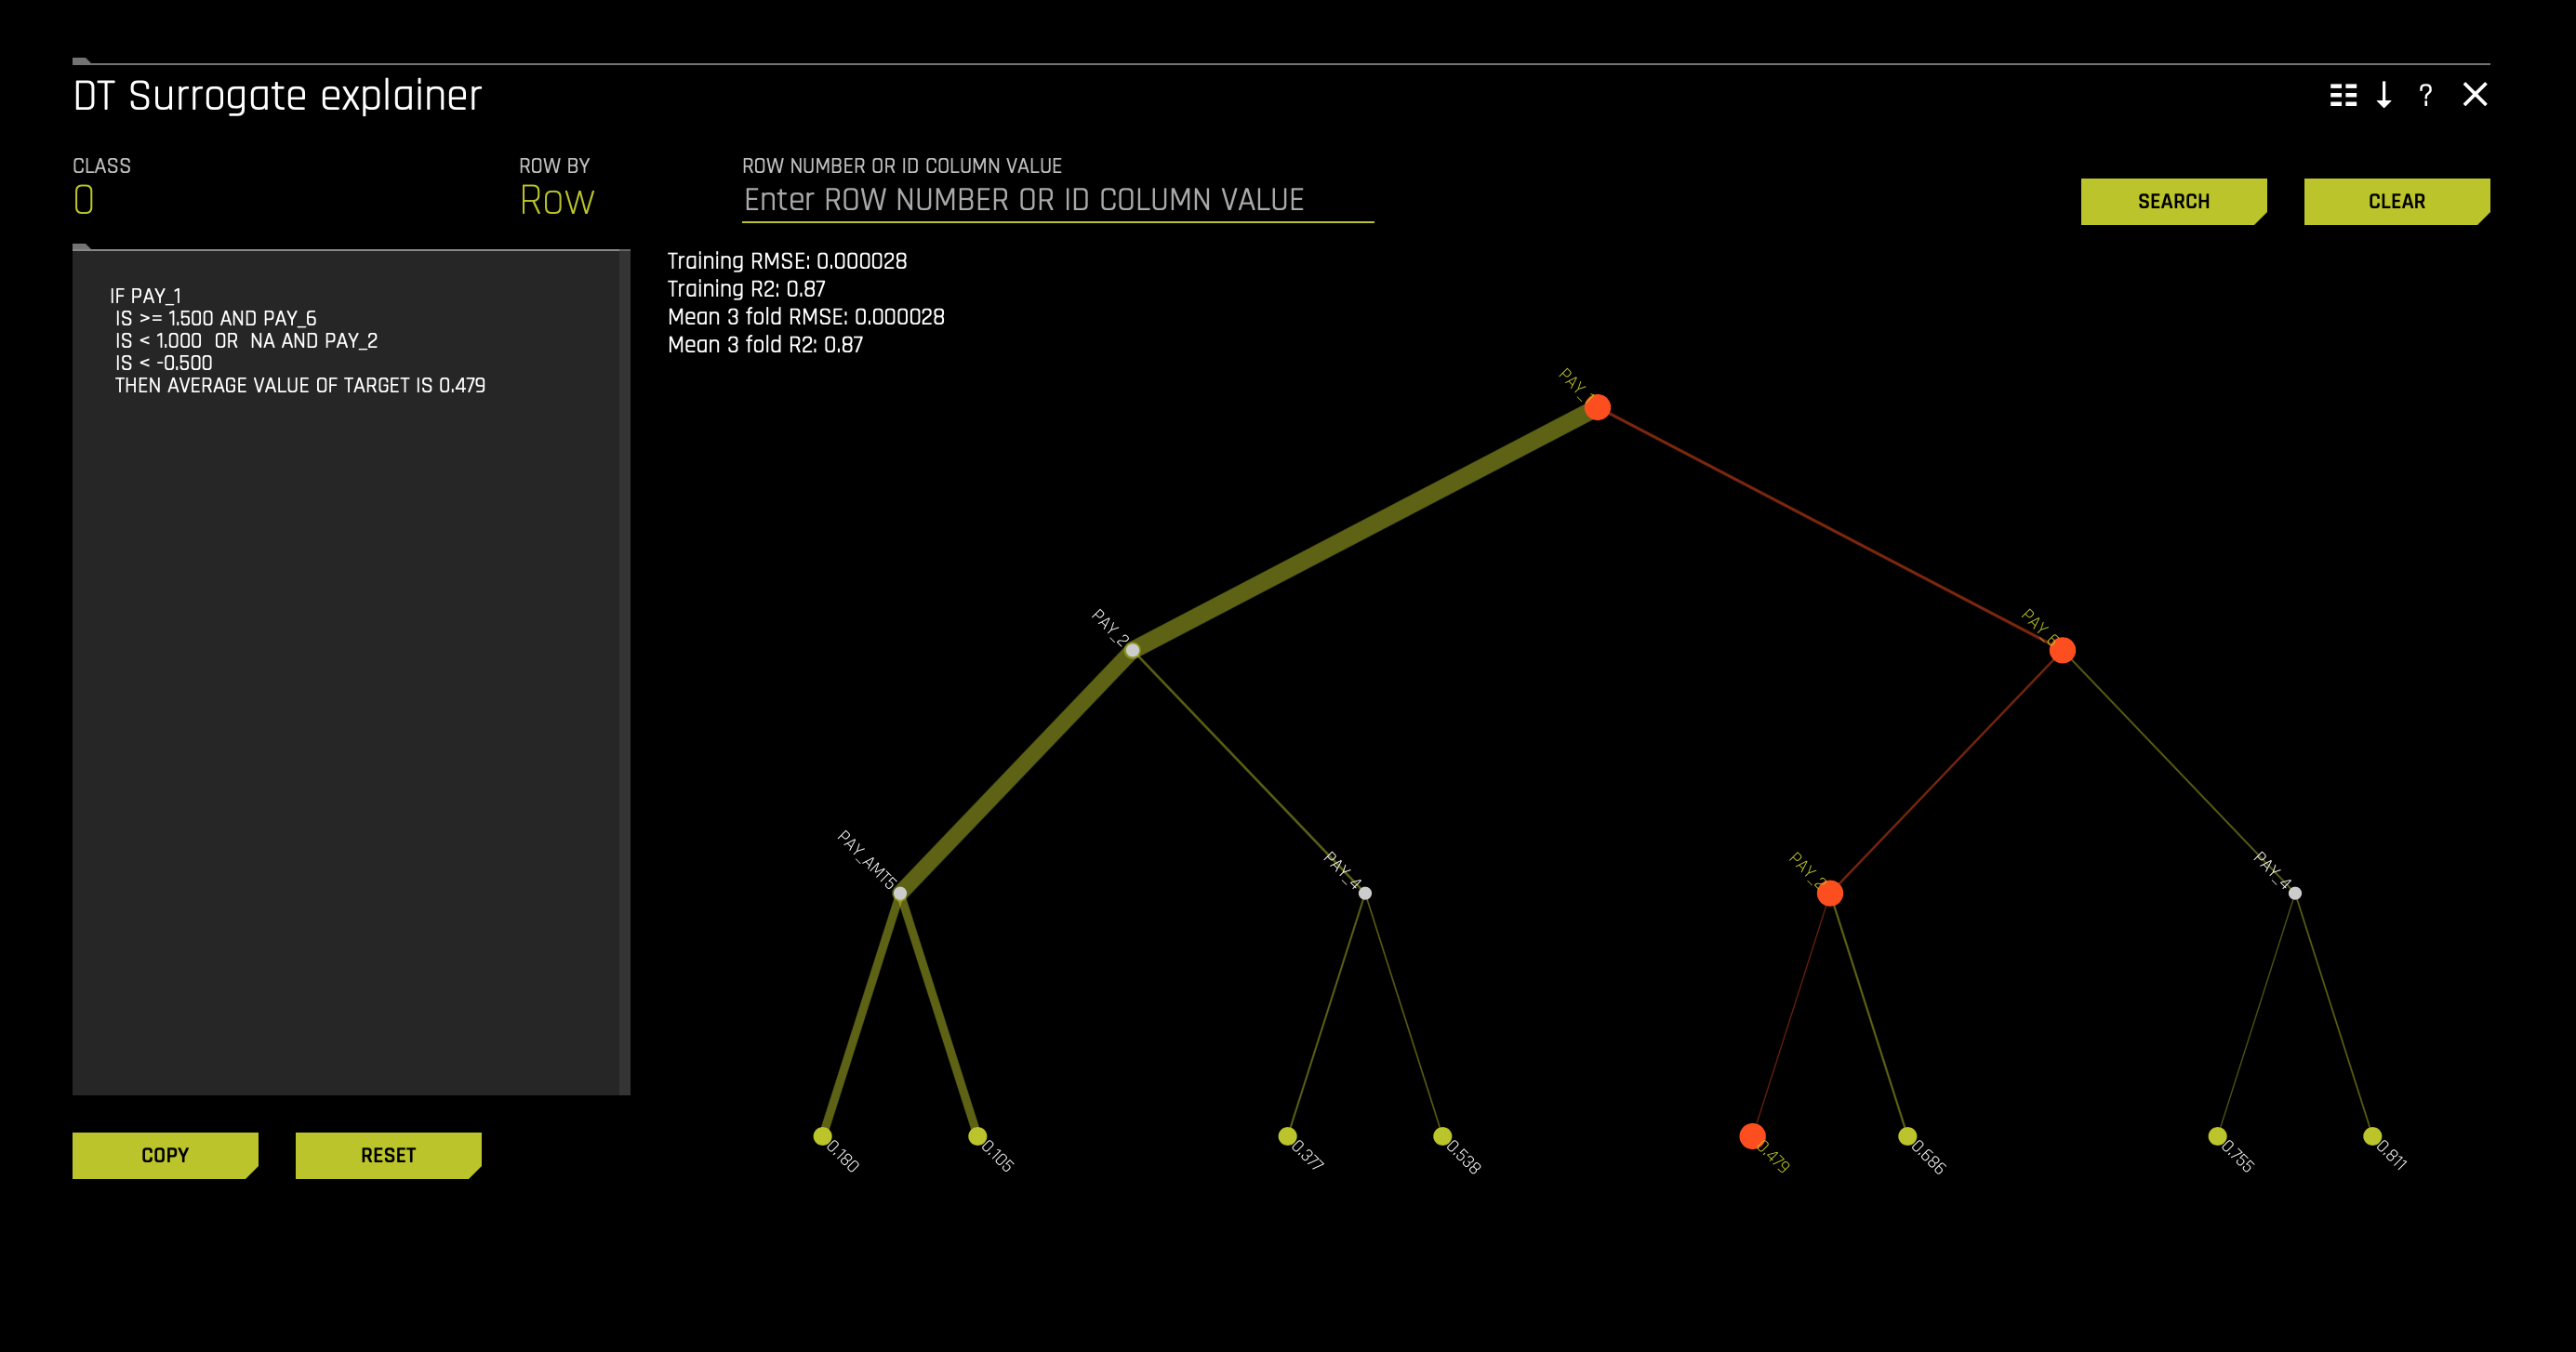 DT Surrogate explainer
?
CLASS
0
ROW BY
Row
ROW NUMBER OR ID COLUMN VALUE
Enter ROW NUMBER OR ID COLUMN VALUE
SEARCH
CLEAR
IF PAY_1
IS >= 1.500 AND PAY_6
IS < 1.000 OR NA AND PAY_2
IS < -0.500
THEN AVERAGE VALUE OF TARGET IS 0.479
Training RMSE: 0.000028
Training R2: 0.87
Mean 3 fold RMSE: 0.000028
Mean 3 fold R2: 0.87
PAY_1
PAY_2
PAY_6
PAY_AMT5
PAY_4
PAY_2
PAY_4
0.180
0.105
0.377
0.538
0.479
0.686
0.755
0.811
COPY
RESET